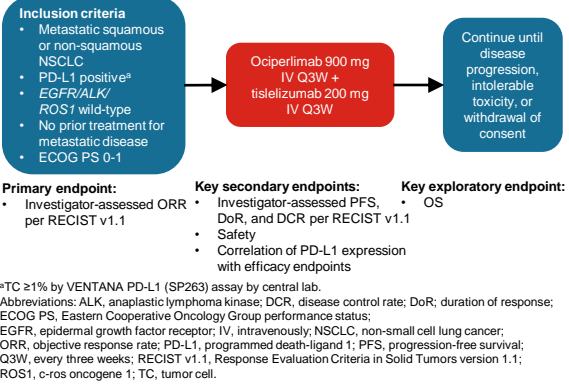 Inclusion criteria
• Metastatic squamous
or non-squamous
NSCLC
• PD-L1 positiveᵃ
• EGFR/ALK/
ROS1 wild-type
• No prior treatment for
metastatic disease
• ECOG PS 0-1
Ociperlimab 900 mg
IV Q3W +
tislelizumab 200 mg
IV Q3W
Continue until
disease
progression,
intolerable
toxicity, or
withdrawal of
consent
Primary endpoint:
• Investigator-assessed ORR
per RECIST v1.1
Key secondary endpoints:
• Investigator-assessed PFS,
DoR, and DCR per RECIST v1.1
• Safety
• Correlation of PD-L1 expression
with efficacy endpoints
Key exploratory endpoint:
• OS
ᵃTC ≥1% by VENTANA PD-L1 (SP263) assay by central lab.
Abbreviations: ALK, anaplastic lymphoma kinase; DCR, disease control rate; DoR; duration of response;
ECOG PS, Eastern Cooperative Oncology Group performance status;
EGFR, epidermal growth factor receptor; IV, intravenously; NSCLC, non-small cell lung cancer;
ORR, objective response rate; PD-L1, programmed death-ligand 1; PFS, progression-free survival;
Q3W, every three weeks; RECIST v1.1, Response Evaluation Criteria in Solid Tumors version 1.1;
ROS1, c-ros oncogene 1; TC, tumor cell.